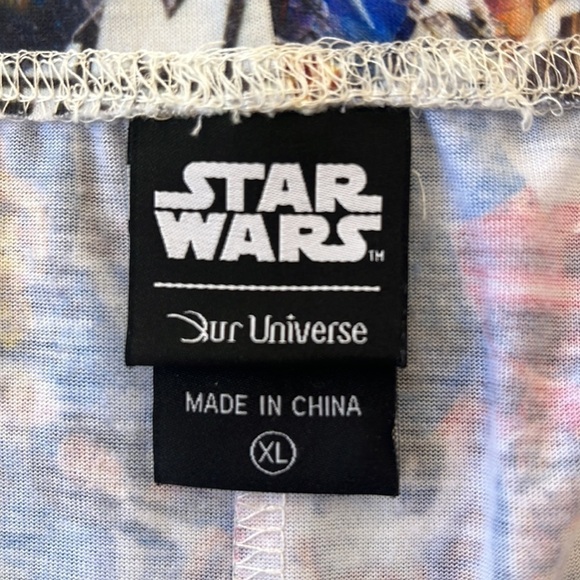 STAR
WARS™
Our Universe
MADE IN CHINA
XL